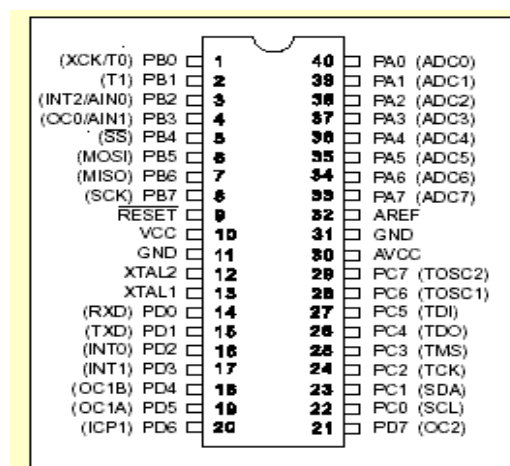 (XCK/T0) PB0 1 40 PA0 (ADC0)
(T1) PB1 2 39 PA1 (ADC1)
(INT2/AIN0) PB2 3 38 PA2 (ADC2)
(OC0/AIN1) PB3 4 37 PA3 (ADC3)
(SS) PB4 5 36 PA4 (ADC4)
(MOSI) PB5 6 35 PA5 (ADC5)
(MISO) PB6 7 34 PA6 (ADC6)
(SCK) PB7 8 33 PA7 (ADC7)
RESET 9 32 AREF
VCC 10 31 GND
GND 11 30 AVCC
XTAL2 12 29 PC7 (TOSC2)
XTAL1 13 28 PC6 (TOSC1)
(RXD) PD0 14 27 PC5 (TDI)
(TXD) PD1 15 26 PC4 (TDO)
(INT0) PD2 16 25 PC3 (TMS)
(INT1) PD3 17 24 PC2 (TCK)
(OC1B) PD4 18 23 PC1 (SDA)
(OC1A) PD5 19 22 PC0 (SCL)
(ICP1) PD6 20 21 PD7 (OC2)